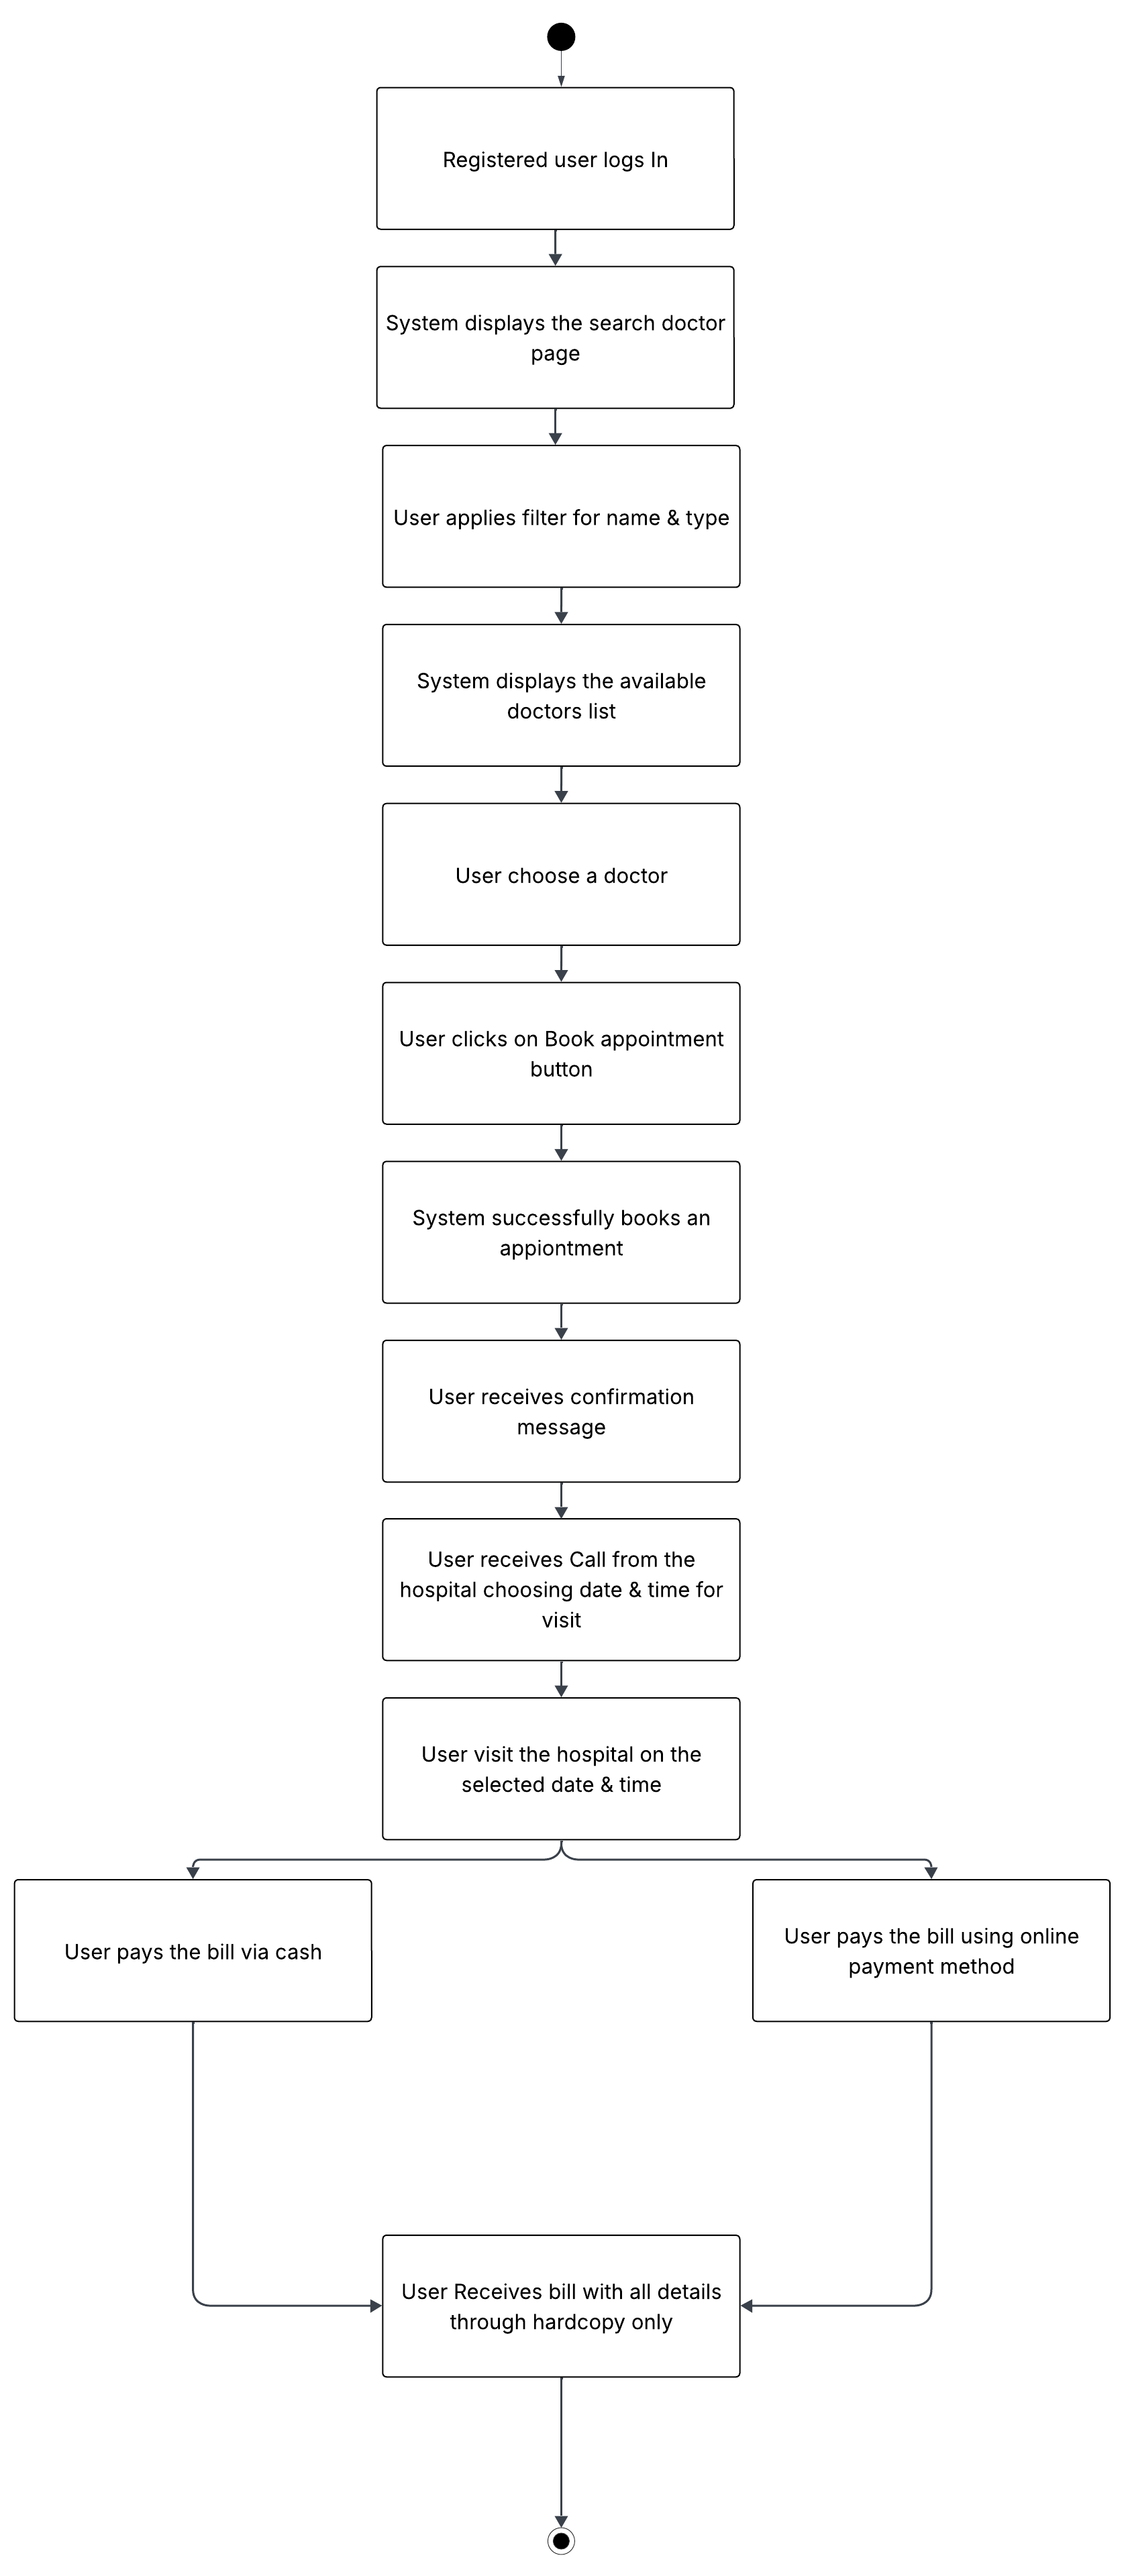 Registered user logs In
System displays the search doctor
page
User applies filter for name & type
System displays the available
doctors list
User choose a doctor
User clicks on Book appointment
button
System successfully books an
appiontment
User receives confirmation
message
User receives Call from the
hospital choosing date & time for
visit
User visit the hospital on the
selected date & time
User pays the bill via cash
User pays the bill using online
payment method
User Receives bill with all details
through hardcopy only